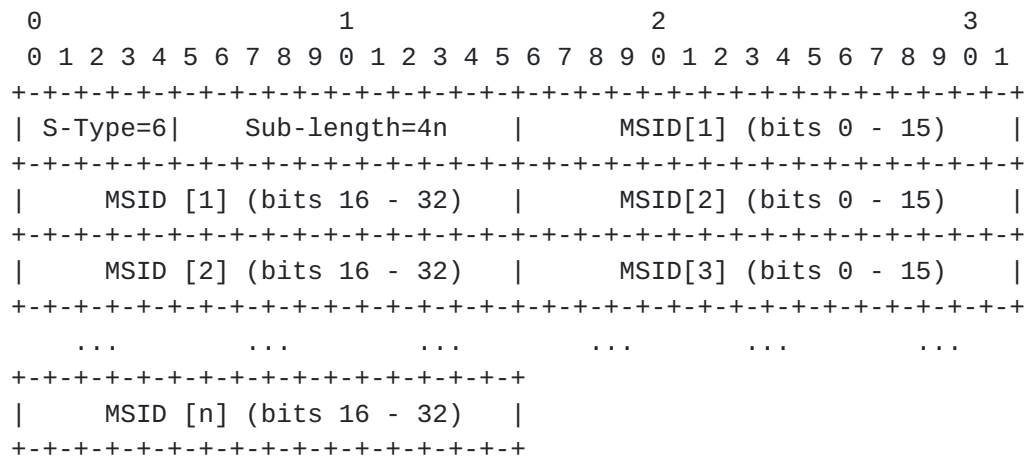 0                   1                   2                   3
 0 1 2 3 4 5 6 7 8 9 0 1 2 3 4 5 6 7 8 9 0 1 2 3 4 5 6 7 8 9 0 1
+-+-+-+-+-+-+-+-+-+-+-+-+-+-+-+-+-+-+-+-+-+-+-+-+-+-+-+-+-+-+-+-+
| S-Type=6|    Sub-length=4n    |      MSID[1] (bits 0 - 15)    |
+-+-+-+-+-+-+-+-+-+-+-+-+-+-+-+-+-+-+-+-+-+-+-+-+-+-+-+-+-+-+-+-+
|     MSID [1] (bits 16 - 32)   |      MSID[2] (bits 0 - 15)    |
+-+-+-+-+-+-+-+-+-+-+-+-+-+-+-+-+-+-+-+-+-+-+-+-+-+-+-+-+-+-+-+-+
|     MSID [2] (bits 16 - 32)   |      MSID[3] (bits 0 - 15)    |
+-+-+-+-+-+-+-+-+-+-+-+-+-+-+-+-+-+-+-+-+-+-+-+-+-+-+-+-+-+-+-+-+
    ...        ...        ...        ...       ...        ...
+-+-+-+-+-+-+-+-+-+-+-+-+-+-+-+-+
|     MSID [n] (bits 16 - 32)   |
+-+-+-+-+-+-+-+-+-+-+-+-+-+-+-+-+